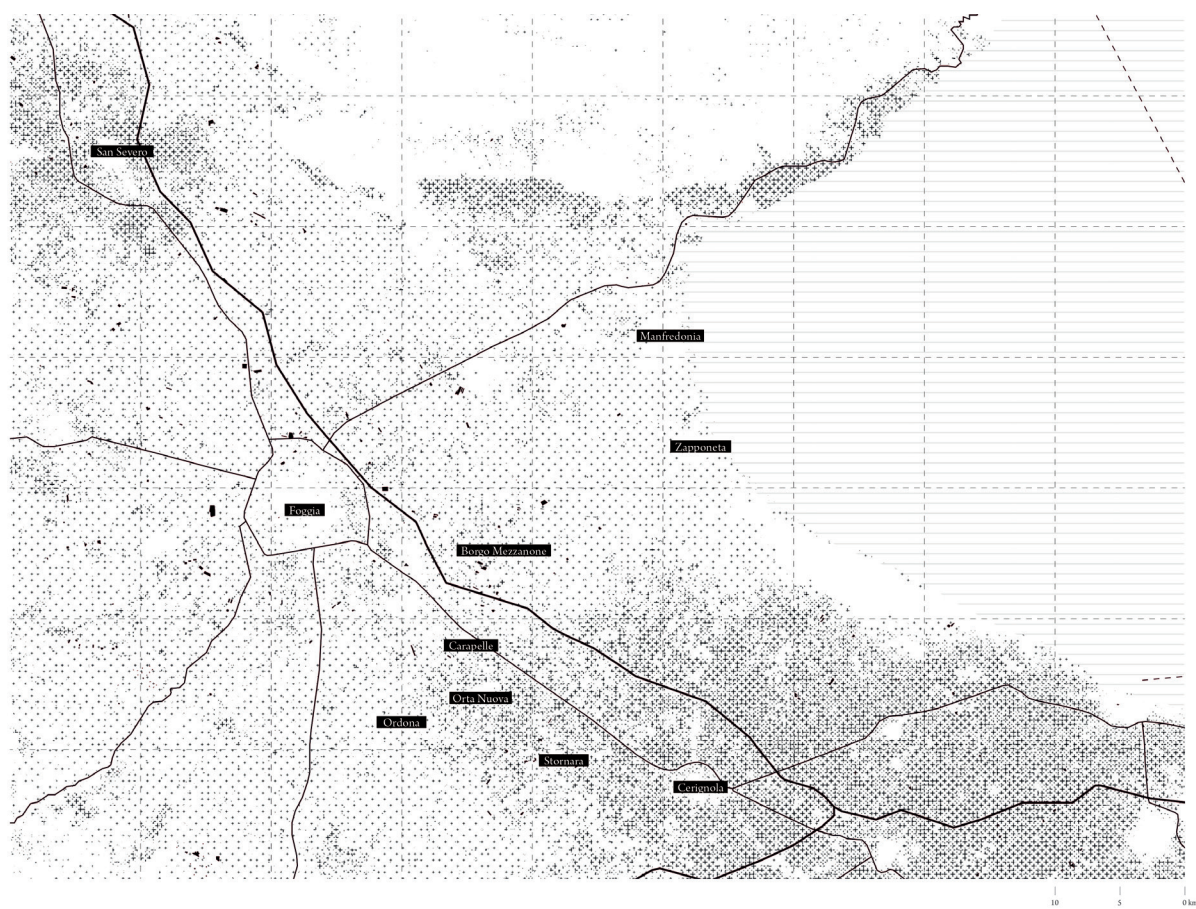 San Severo
Manfredonia
Zapponeta
Foggia
Borgo Mezzanone
Carapelle
Orta Nuova
Ordona
Stornara
Cerignola
10 5 0 km